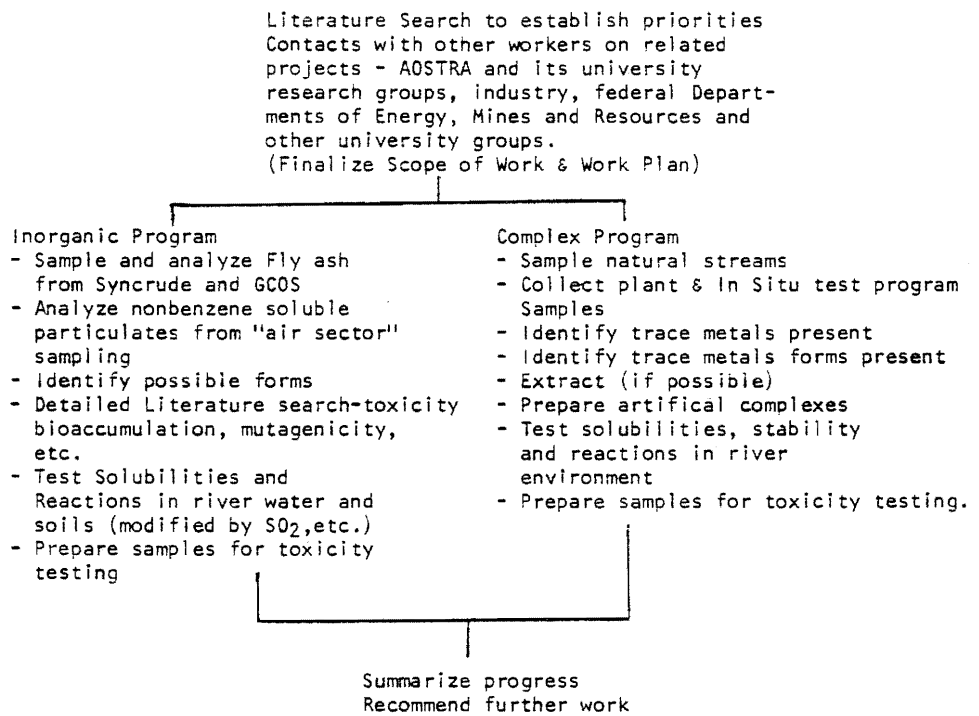 Literature Search to establish priorities
Contacts with other workers on related
projects - AOSTRA and its university
research groups, industry, federal Depart-
ments of Energy, Mines and Resources and
other university groups.
(Finalize Scope of Work & Work Plan)
Inorganic Program
- Sample and analyze Fly ash
from Syncrude and GCOS
- Analyze nonbenzene soluble
particulates from "air sector"
sampling
- Identify possible forms
- Detailed Literature search-toxicity
bioaccumulation, mutagenicity,
etc.
- Test Solubilities and
Reactions in river water and
soils (modified by SO2,etc.)
- Prepare samples for toxicity
testing
Complex Program
- Sample natural streams
- Collect plant & In Situ test program
Samples
- Identify trace metals present
- Identify trace metals forms present
- Extract (if possible)
- Prepare artifical complexes
- Test solubilities, stability
and reactions in river
environment
- Prepare samples for toxicity testing.
Summarize progress
Recommend further work